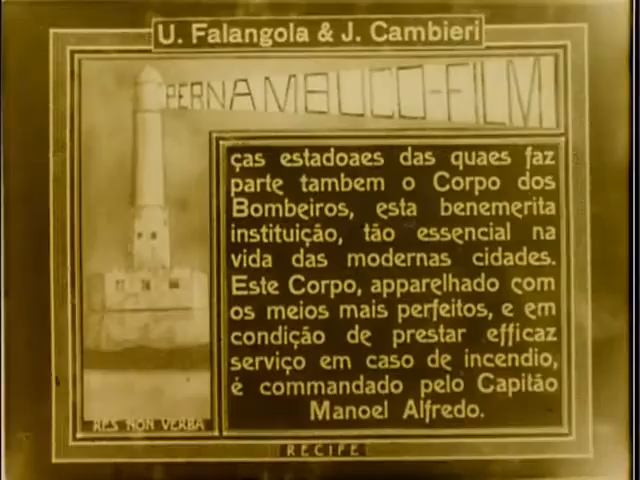 U. Falangola & J. Cambieri
PERNAMBUCO-FILM
ças estadoaes das quaes faz
parte tambem o Corpo dos
Bombeiros, esta benemerita
instituição, tão essencial na
vida das modernas cidades.
Este Corpo, apparelhado com
os meios mais perfeitos, e em
condição de prestar efficaz
serviço em caso de incendio,
é commandado pelo Capitão
Manoel Alfredo.
RES NON VERBA
RECIFE